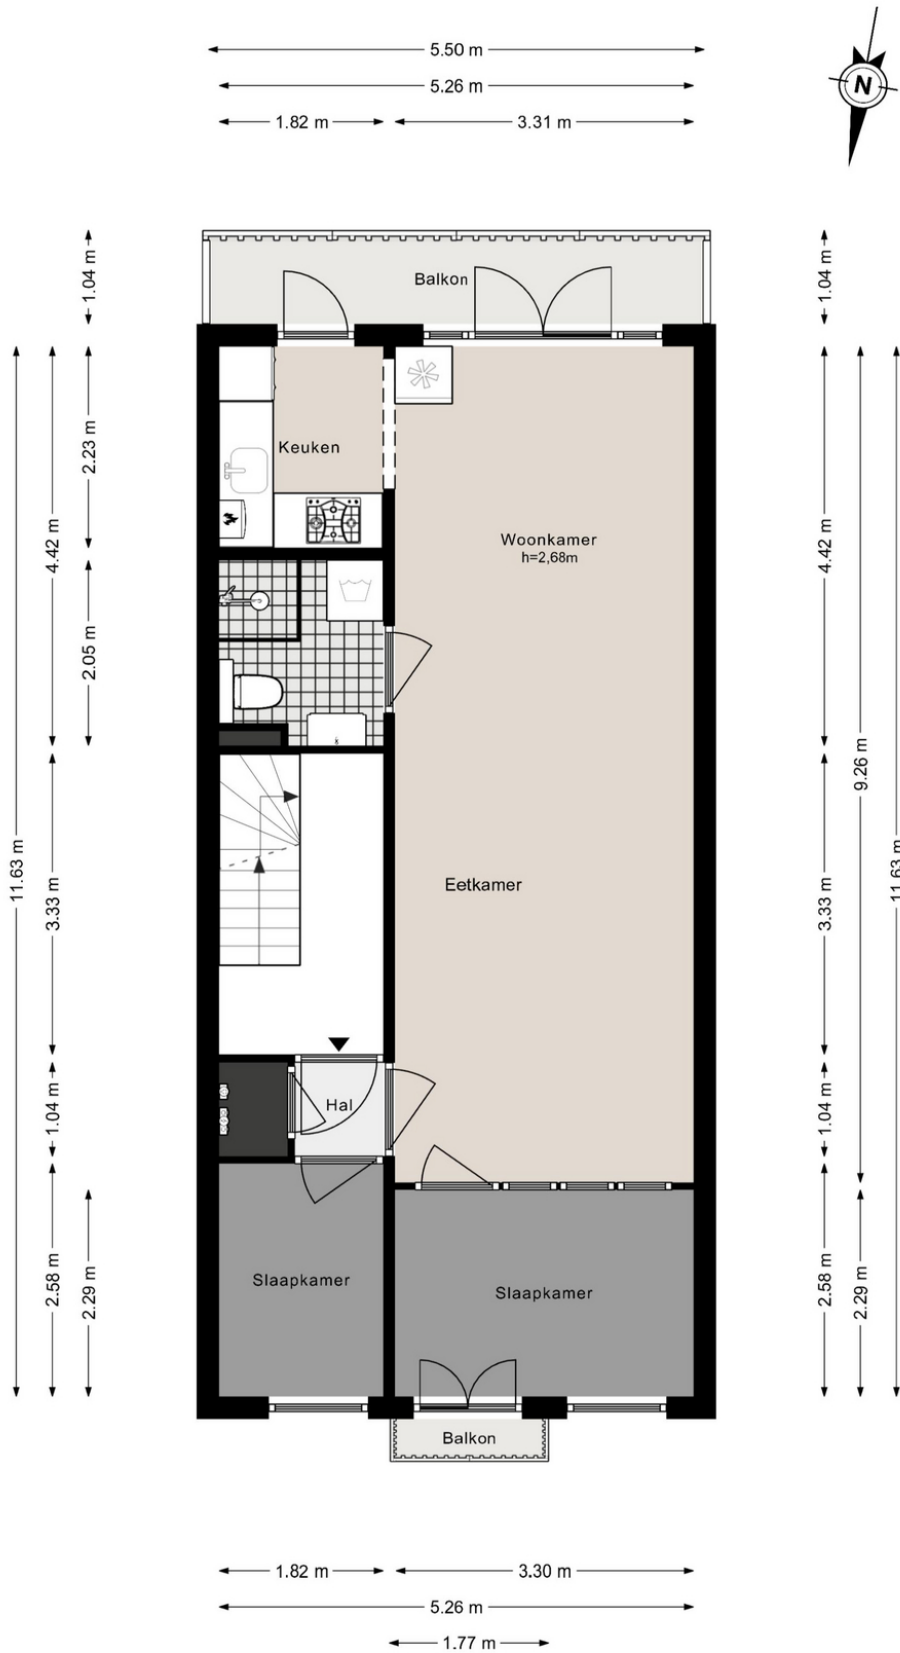 5.50 m
5.26 m
1.82 m
3.31 m
N
1.04 m
1.04 m
Balkon
2.23 m
4.42 m
Keuken
Woonkamer
h=2,68m
4.42 m
2.05 m
9.26 m
11.63 m
3.33 m
Eetkamer
3.33 m
11.63 m
1.04 m
Hal
1.04 m
2.58 m
2.29 m
Slaapkamer
Slaapkamer
2.58 m
2.29 m
Balkon
1.82 m
3.30 m
5.26 m
1.77 m